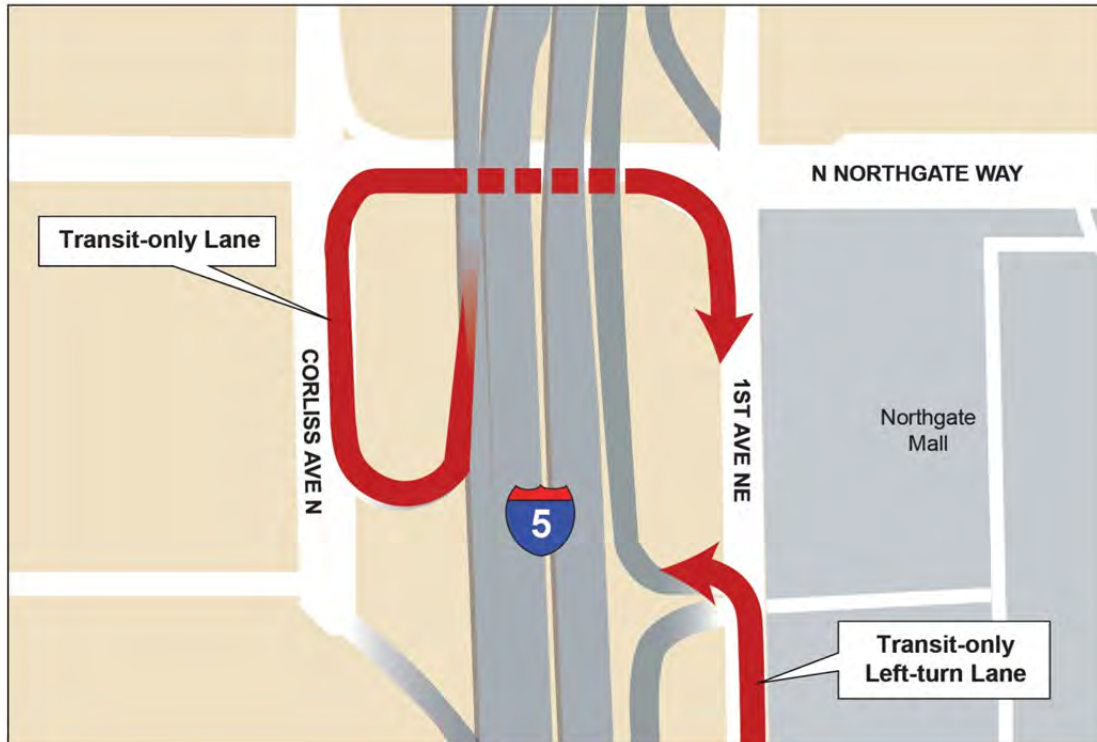 N NORTHGATE WAY
Transit-only Lane
CORLISS AVE N
1ST AVE NE
Northgate
Mall
5
Transit-only
Left-turn Lane